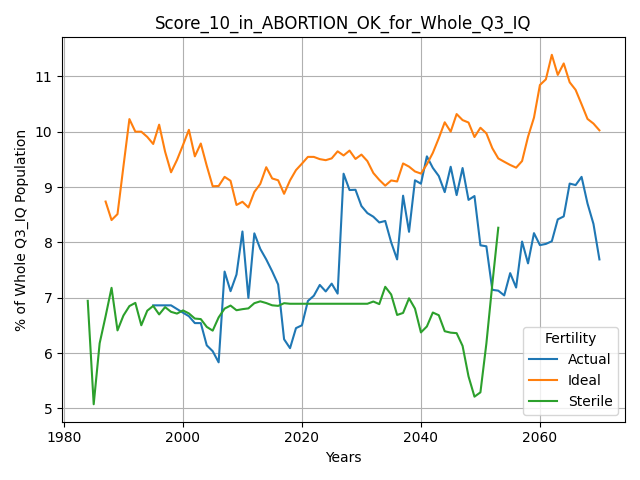 Score_10_in_ABORTION_OK_for_Whole_Q3_IQ
% of Whole Q3_IQ Population
11
10
9
8
7
6
5
1980
2000
2020
2040
2060
Years
Fertility
Actual
Ideal
Sterile